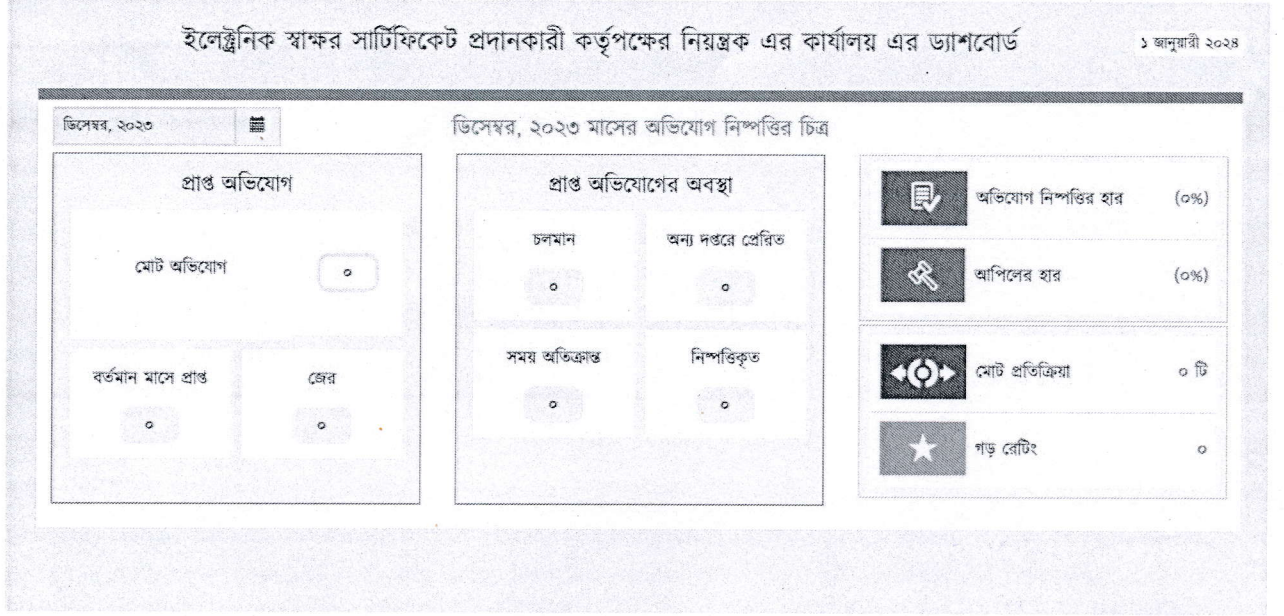 ইলেক্ট্রনিক স্বাক্ষর সার্টিফিকেট প্রদানকারী কর্তৃপক্ষের নিয়ন্ত্রক এর কার্যালয় এর ড্যাশবোর্ড
১ জানুয়ারী ২০২৪
ডিসেম্বর, ২০২৩
ডিসেম্বর, ২০২৩ মাসের অভিযোগ নিষ্পত্তির চিত্র
প্রাপ্ত অভিযোগ
মোট অভিযোগ ০
বর্তমান মাসে প্রাপ্ত জের
০ ০
প্রাপ্ত অভিযোগের অবস্থা
চলমান অন্য দপ্তরে প্রেরিত
০ ০
সময় অতিক্রান্ত নিষ্পত্তিকৃত
০ ০
অভিযোগ নিষ্পত্তির হার (০%)
আপিলের হার (০%)
মোট প্রতিক্রিয়া ০ টি
গড় রেটিং ০